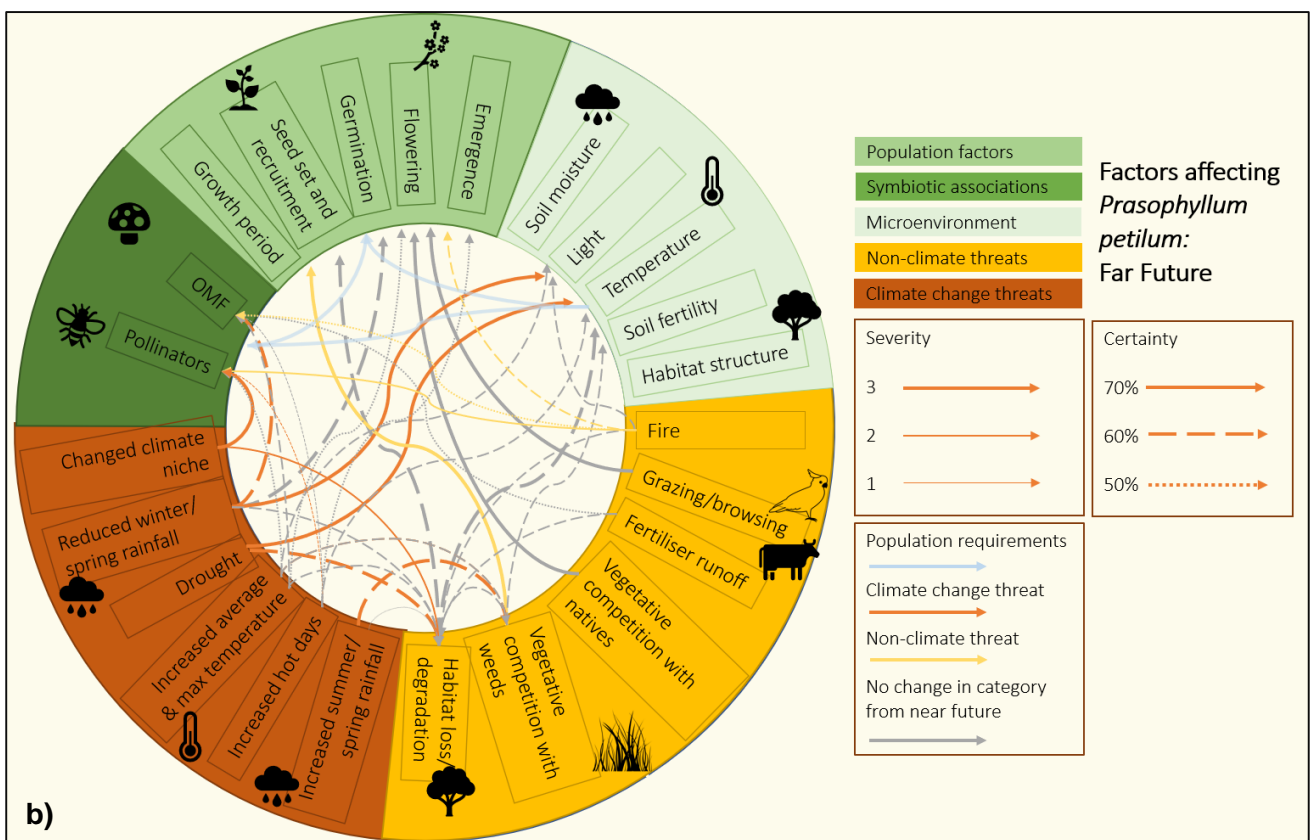 Emergence
Flowering
Germination
Seed set and
recruitment
Growth period
OMF
Pollinators
Changed climate
niche
Reduced winter/
spring rainfall
Drought
Increased average
& max temperature
Increased hot days
Increased summer/
spring rainfall
Habitat loss/
degradation
Vegetative
competition with
weeds
Vegetative
competition with
natives
Fertiliser runoff
Grazing/browsing
Fire
Habitat structure
Soil fertility
Temperature
Light
Soil moisture
Population factors
Symbiotic associations
Microenvironment
Non-climate threats
Climate change threats
Factors affecting
Prasophyllum
petilum:
Far Future
Severity
3
2
1
Certainty
70%
60%
50%
Population requirements
Climate change threat
Non-climate threat
No change in category
from near future
b)